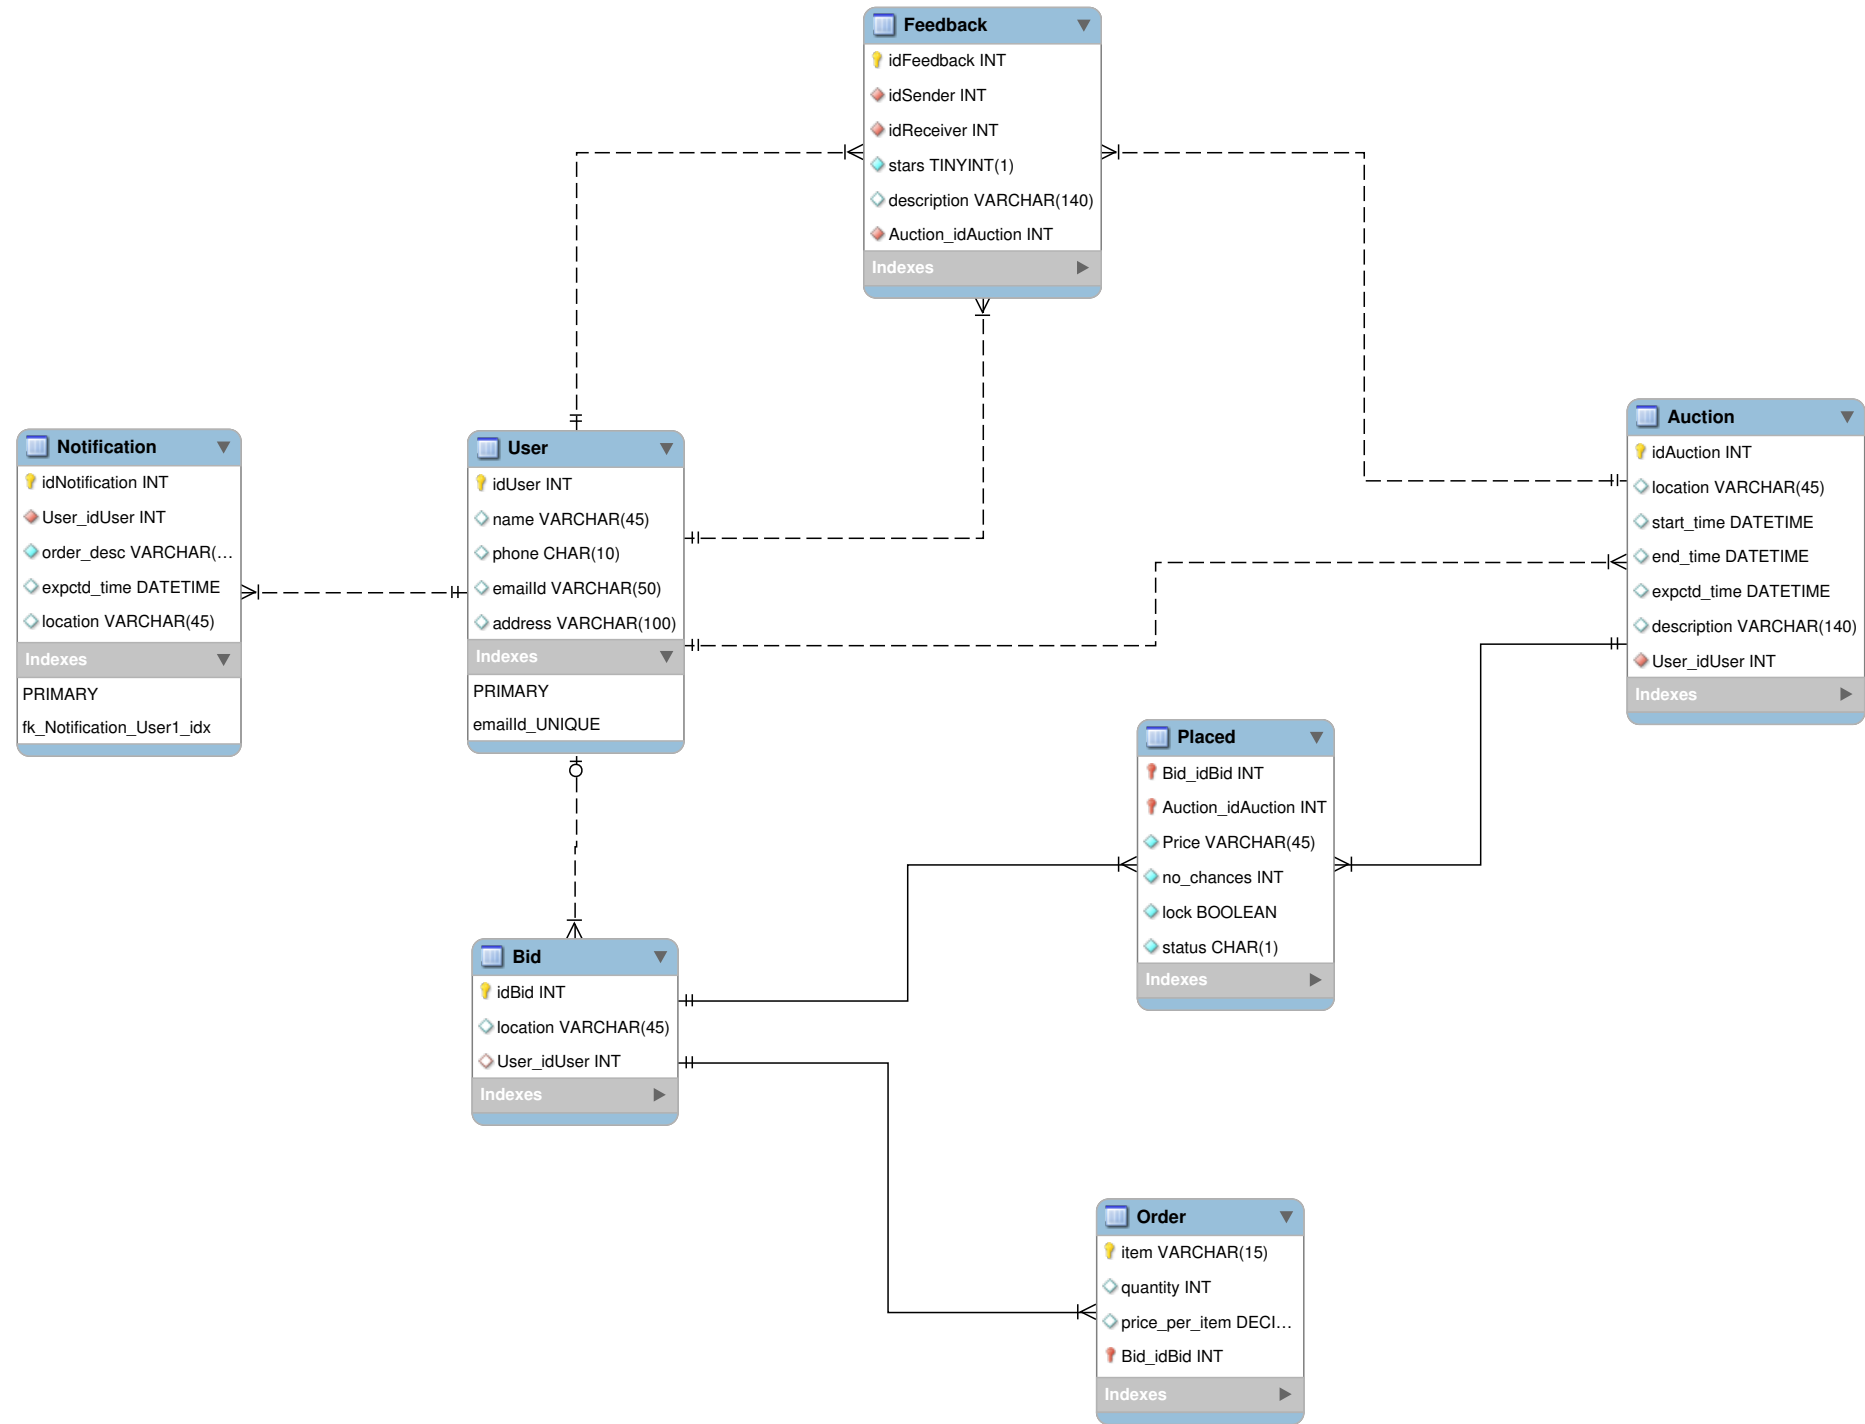 Feedback
idFeedback INT
idSender INT
idReceiver INT
stars TINYINT(1)
description VARCHAR(140)
Auction_idAuction INT
Indexes
Notification
idNotification INT
User_idUser INT
order_desc VARCHAR(...
expctd_time DATETIME
location VARCHAR(45)
Indexes
PRIMARY
fk_Notification_User1_idx
User
idUser INT
name VARCHAR(45)
phone CHAR(10)
emailId VARCHAR(50)
address VARCHAR(100)
Indexes
PRIMARY
emailId_UNIQUE
Auction
idAuction INT
location VARCHAR(45)
start_time DATETIME
end_time DATETIME
expctd_time DATETIME
description VARCHAR(140)
User_idUser INT
Indexes
Placed
Bid_idBid INT
Auction_idAuction INT
Price VARCHAR(45)
no_chances INT
lock BOOLEAN
status CHAR(1)
Indexes
Bid
idBid INT
location VARCHAR(45)
User_idUser INT
Indexes
Order
item VARCHAR(15)
quantity INT
price_per_item DECI...
Bid_idBid INT
Indexes